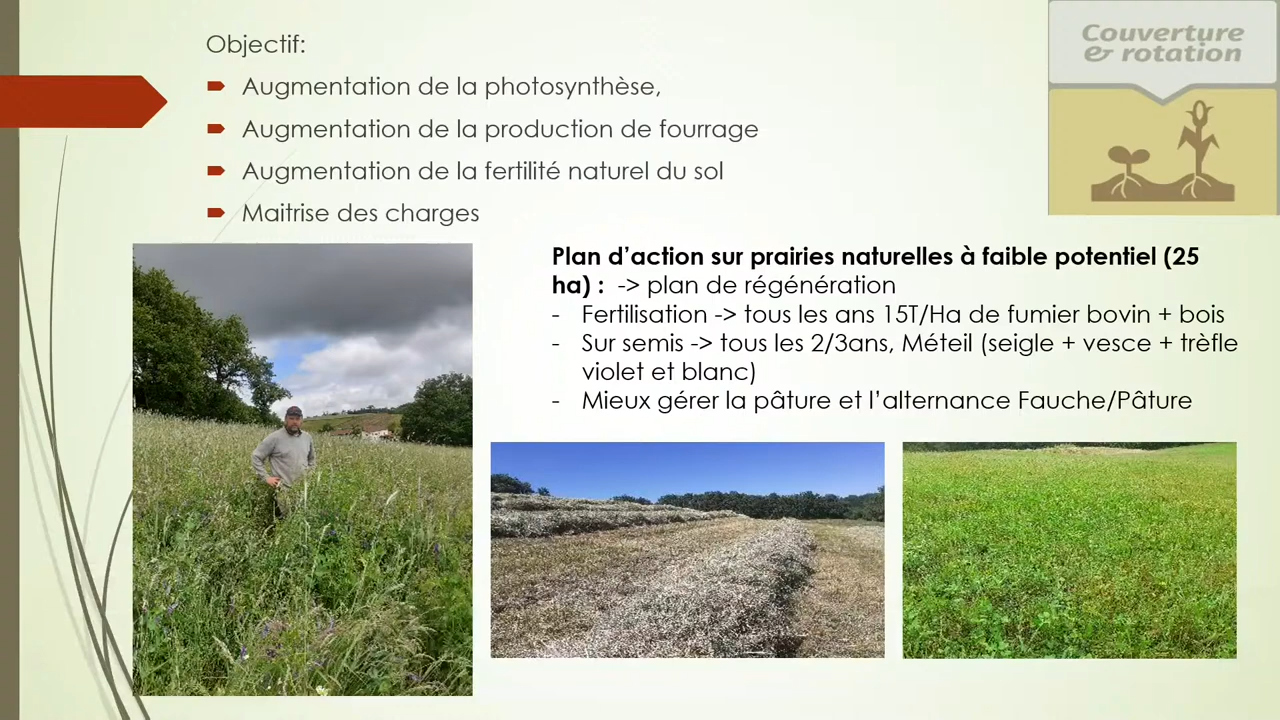 Objectif:
Augmentation de la photosynthèse,
Augmentation de la production de fourrage
Augmentation de la fertilité naturel du sol
Maitrise des charges
Couverture
& rotation
Plan d’action sur prairies naturelles à faible potentiel (25
ha) : -> plan de régénération
- Fertilisation -> tous les ans 15T/Ha de fumier bovin + bois
- Sur semis -> tous les 2/3ans, Méteil (seigle + vesce + trèfle
violet et blanc)
- Mieux gérer la pâture et l’alternance Fauche/Pâture